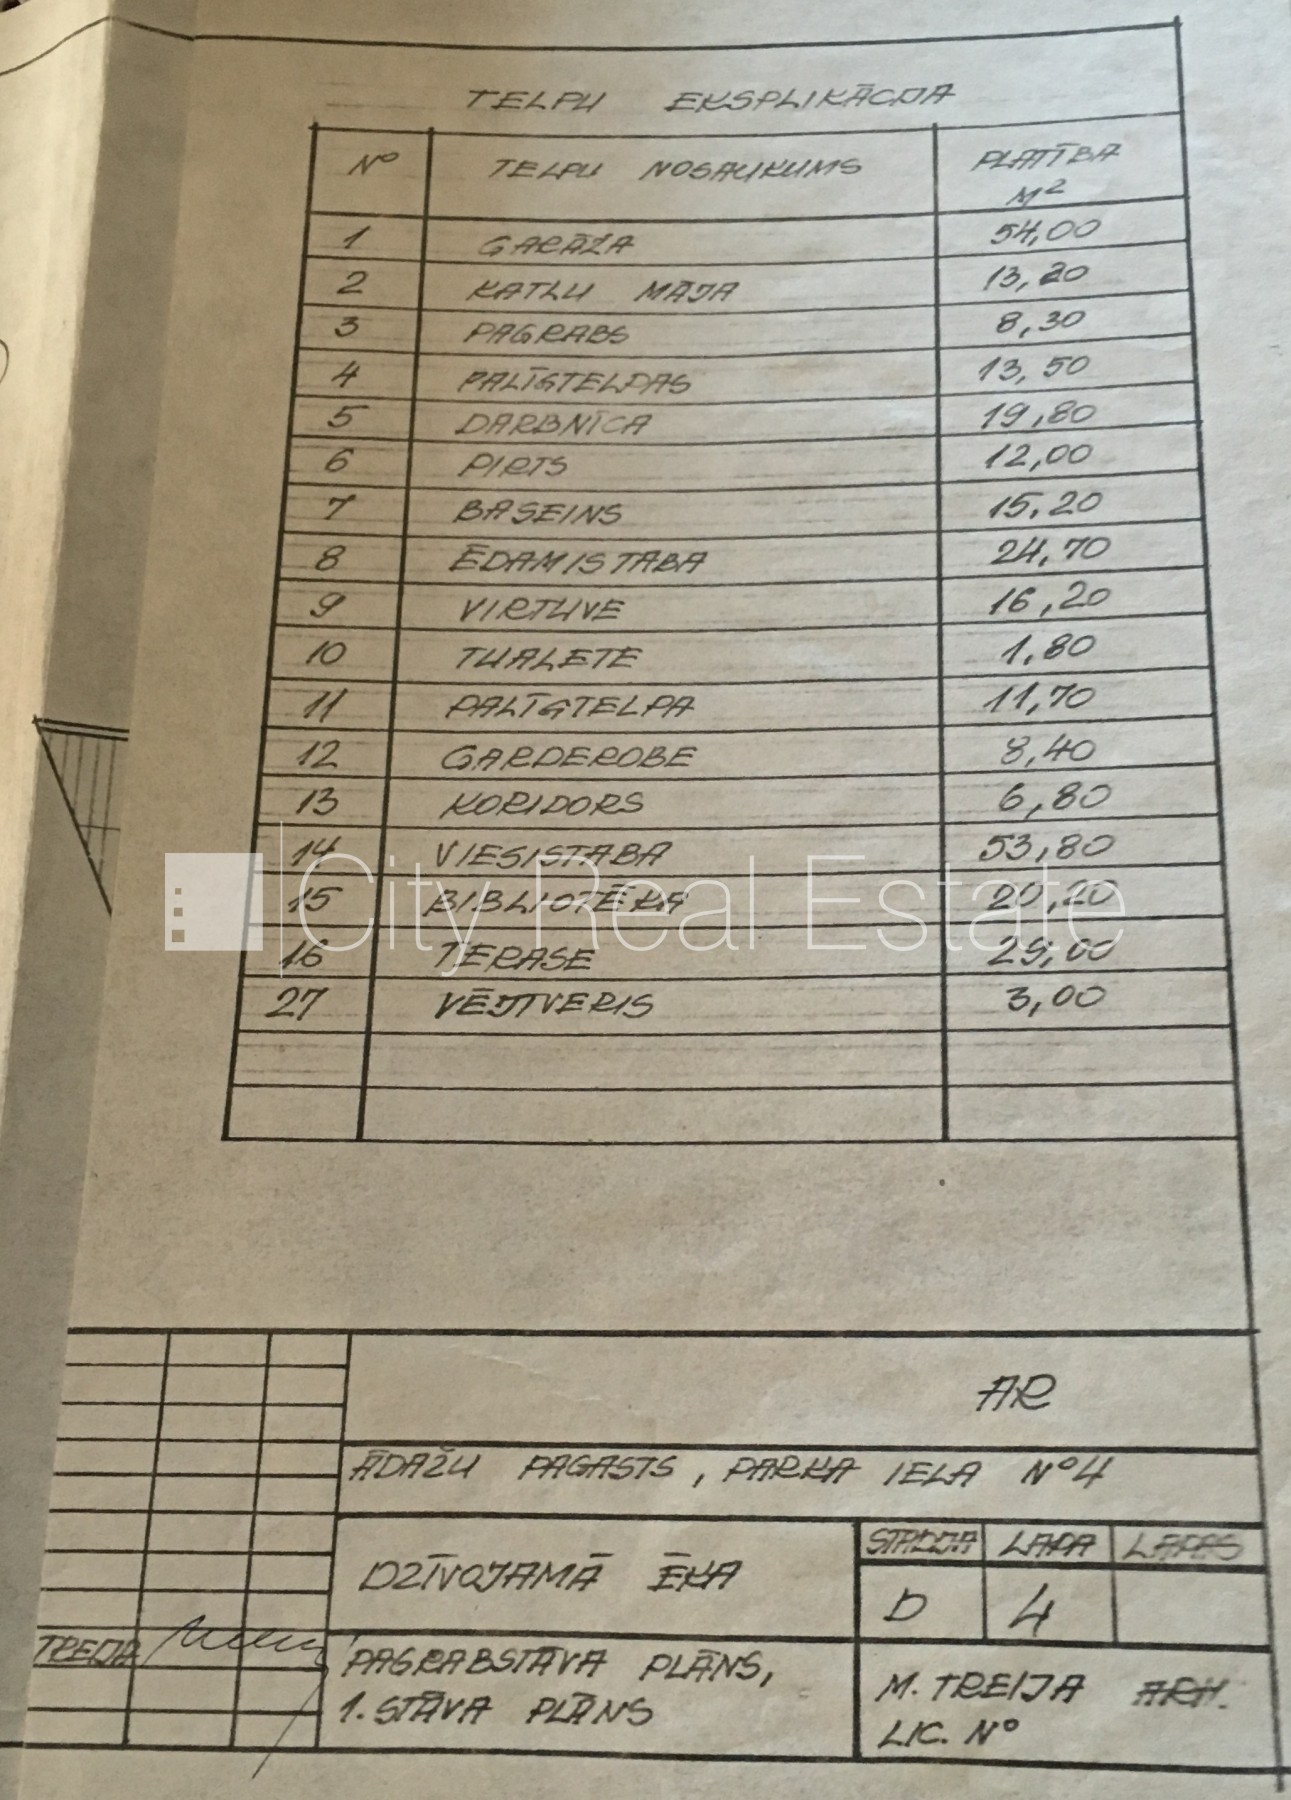 TELPU EKSPLIKĀCIJA
Nº TELPU NOSAUKUMS PLATĪBA M²
1 GARĀŽA 54,00
2 KATLU MĀJA 13,20
3 PAGRABS 8,30
4 PALĪGTELPAS 13,50
5 DARBNĪCA 19,80
6 PIRTS 12,00
7 BASEINS 15,20
8 ĒDAMISTABA 24,70
9 VIRTUVE 16,20
10 TUALETE 1,80
11 PALĪGTELPA 11,70
12 GARDEROBE 8,40
13 KORIDORS 6,80
14 VIESISTABA 53,80
15 BIBLIOTĒKA 20,20
City Real Estate
16 TERASE
27 VĒJTVERIS 3,00
AR
ĀDAŽU PAGASTS, PARKA IELA Nº4
STADIJA LAPA LAPAS
DZĪVOJAMĀ ĒKA
D 4
TREIJA
PAGRABSTĀVA PLĀNS,
1. STĀVA PLĀNS
M. TREIJA ARH.
LIC. Nº